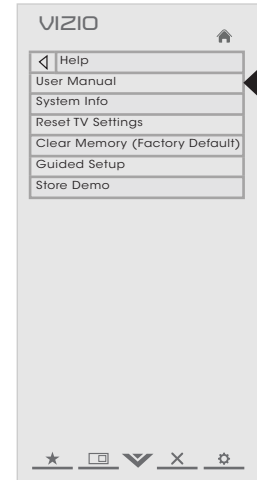 VIZIO
Help
User Manual
System Info
Reset TV Settings
Clear Memory (Factory Default)
Guided Setup
Store Demo